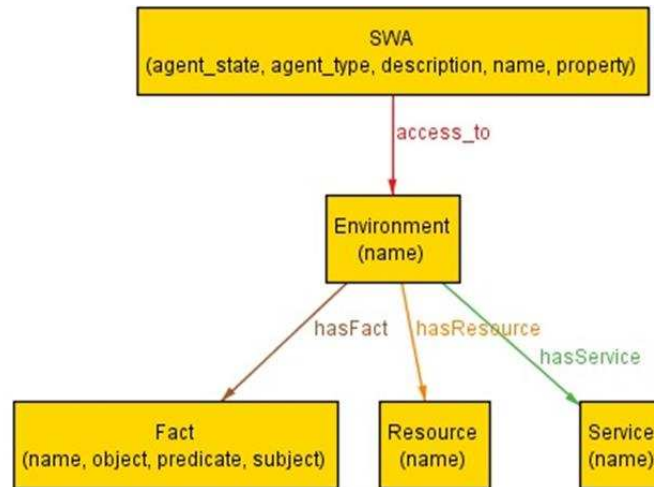 SWA
(agent_state, agent_type, description, name, property)
access_to
Environment
(name)
hasFact
hasResource
hasService
Fact
(name, object, predicate, subject)
Resource
(name)
Service
(name)